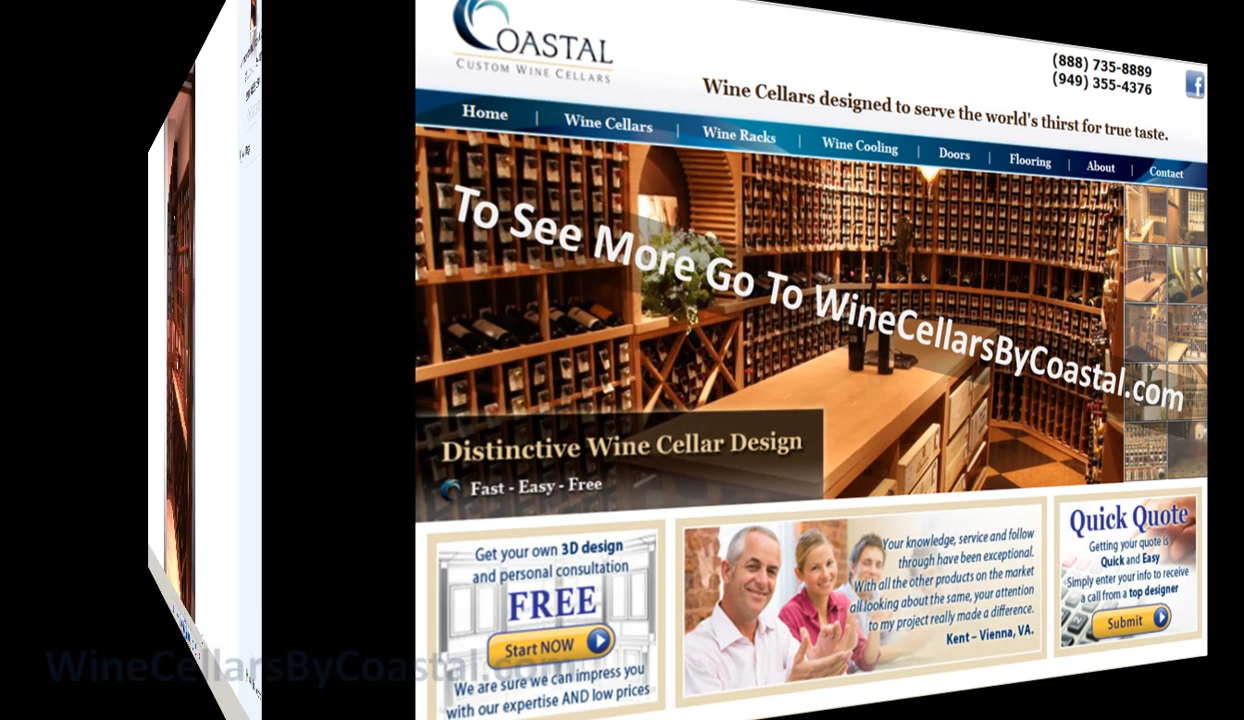 COASTAL
CUSTOM WINE CELLARS
(888) 735-8889
(949) 355-4376
f
Wine Cellars designed to serve the world's thirst for true taste.
Home | Wine Cellars | Wine Racks | Wine Cooling | Doors | Flooring | About | Contact
To See More Go To WineCellarsByCoastal.com
Distinctive Wine Cellar Design
Fast - Easy - Free
Get your own 3D design
and personal consultation
FREE
Start NOW
We are sure we can impress you
with our expertise AND low prices
Your knowledge, service and follow
through have been exceptional.
With all the other products on the market
all looking about the same, your attention
to my project really made a difference.
Kent – Vienna, VA.
Quick Quote
Getting your quote is
Quick and Easy
Simply enter your info to receive
a call from a top designer
Submit
WineCellarsByCoastal.com